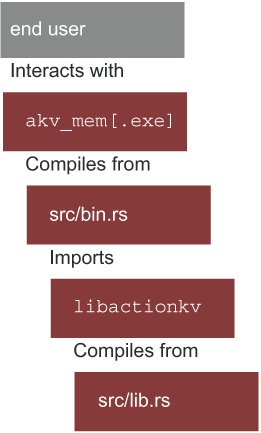 end user
Interacts with
akv_mem[.exe]
Compiles from
src/bin.rs
Imports
libactionkv
Compiles from
src/lib.rs